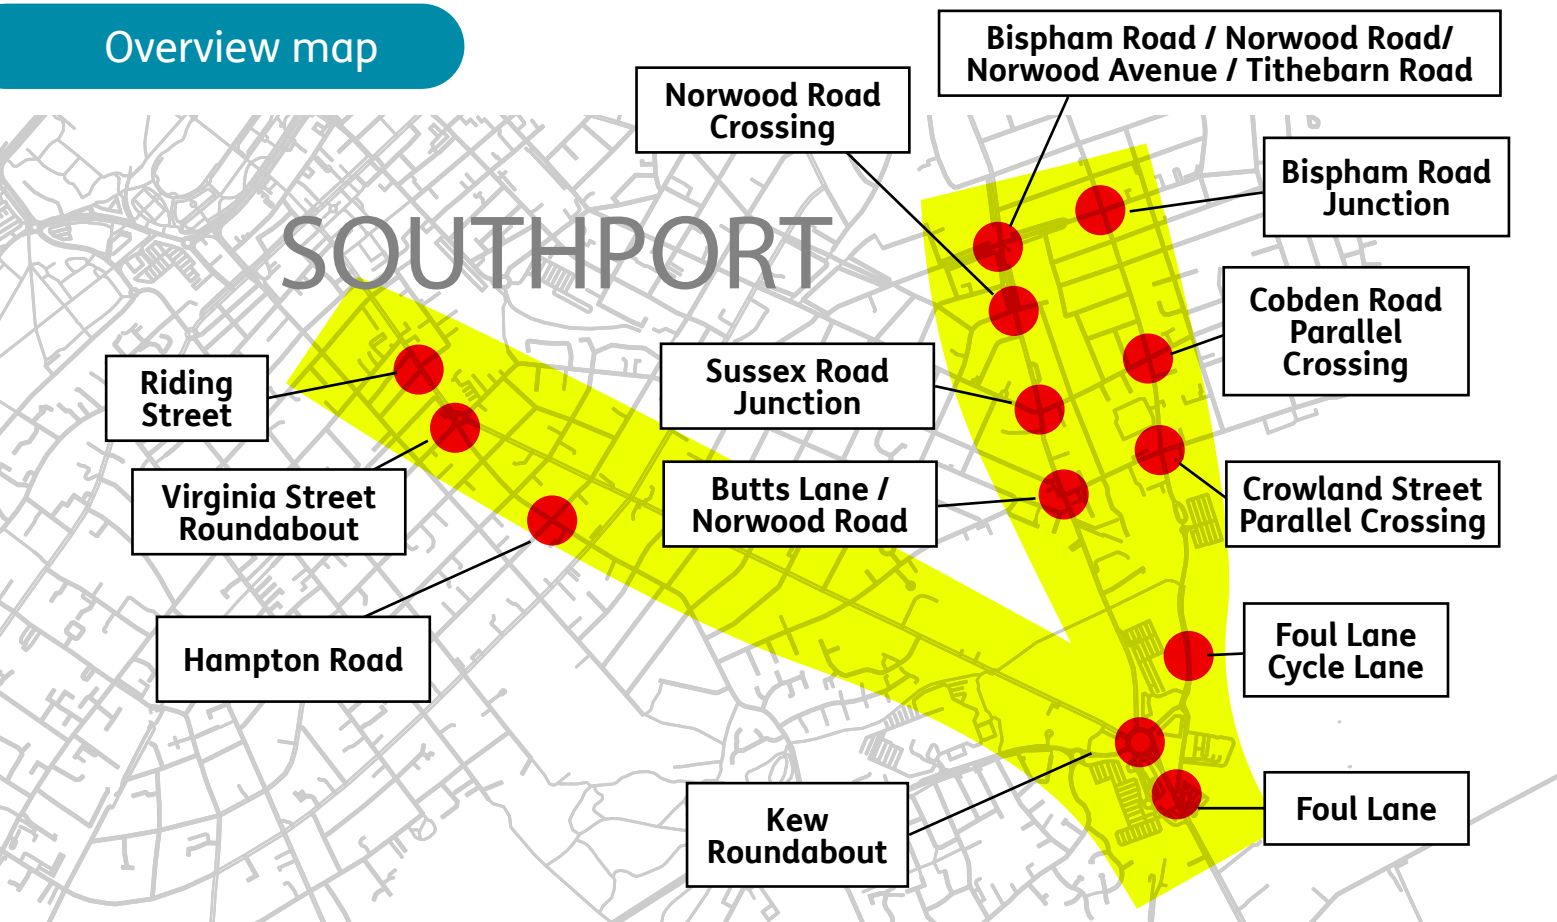 Overview map
Bispham Road / Norwood Road/
Norwood Avenue / Tithebarn Road
Norwood Road
Crossing
Bispham Road
Junction
SOUTHPORT
Cobden Road
Parallel
Crossing
Riding
Street
Sussex Road
Junction
Virginia Street
Roundabout
Butts Lane /
Norwood Road
Crowland Street
Parallel Crossing
Hampton Road
Foul Lane
Cycle Lane
Kew
Roundabout
Foul Lane